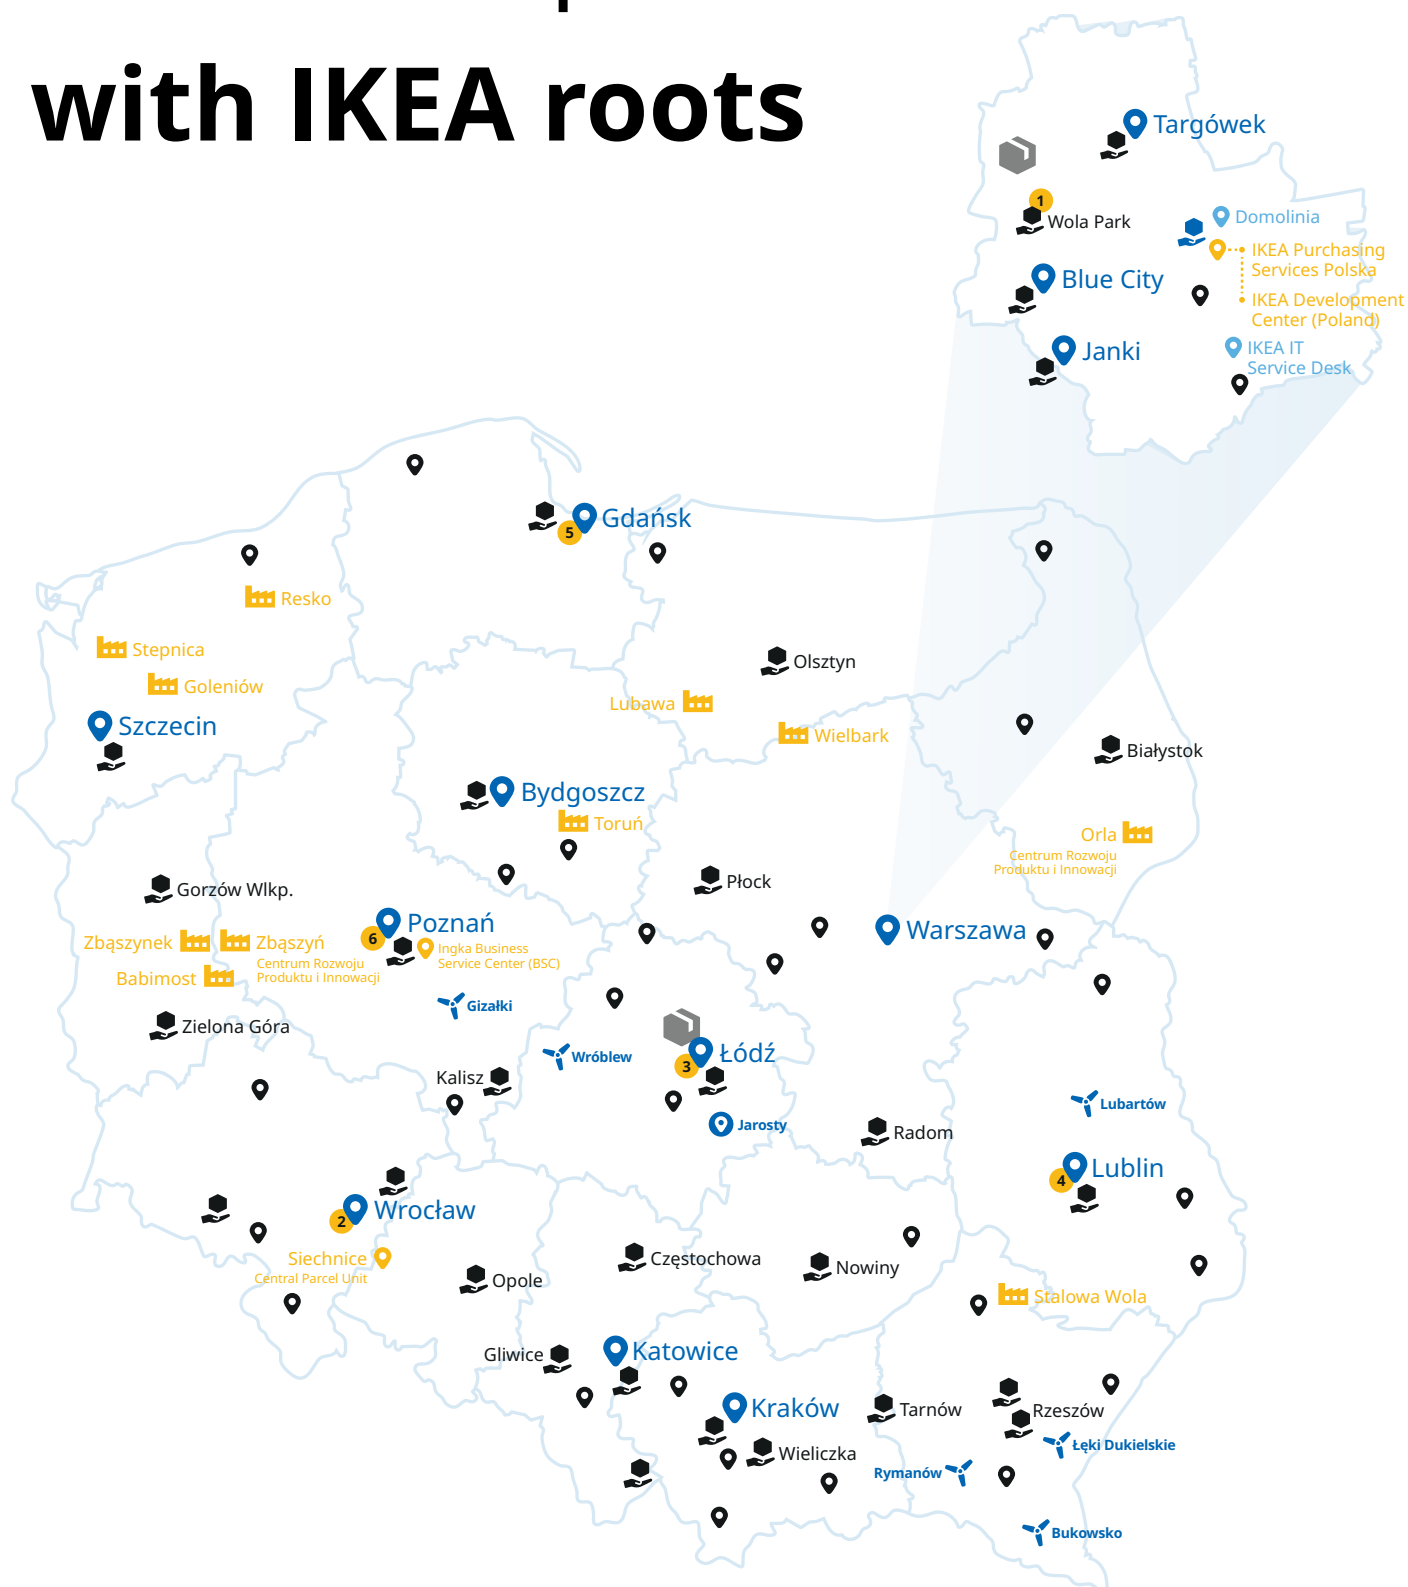 with IKEA roots
Targówek
1
Wola Park
Domolinia
IKEA Purchasing
Services Polska
Blue City
IKEA Development
Center (Poland)
Janki
IKEA IT
Service Desk
Gdańsk
5
Resko
Stepnica
Goleniów
Olsztyn
Lubawa
Szczecin
Wielbark
Białystok
Bydgoszcz
Toruń
Orla
Centrum Rozwoju
Produktu i Innowacji
Płock
Gorzów Wlkp.
Poznań
6
Warszawa
Zbąszynek
Zbąszyń
Ingka Business
Service Center (BSC)
Centrum Rozwoju
Produktu i Innowacji
Babimost
Gizałki
Zielona Góra
Wróblew
Łódź
3
Kalisz
Lubartów
Jarosty
Radom
Lublin
4
Wrocław
2
Siechnice
Central Parcel Unit
Częstochowa
Nowiny
Opole
Stalowa Wola
Gliwice
Katowice
Kraków
Tarnów
Rzeszów
Łęki Dukielskie
Wieliczka
Rymanów
Bukowsko